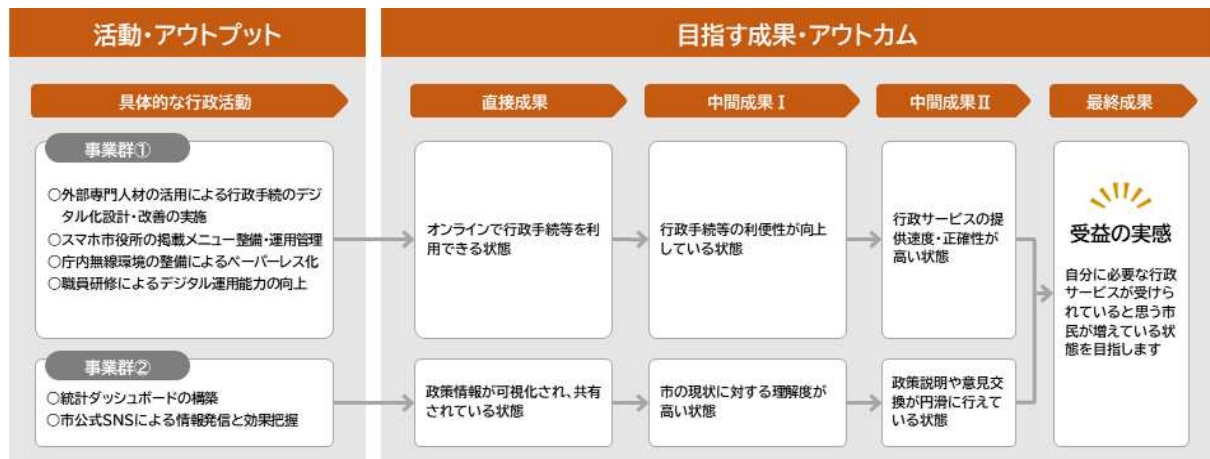 活動・アウトプット
目指す成果・アウトカム
具体的な行政活動
直接成果
中間成果Ⅰ
中間成果Ⅱ
最終成果
事業群①
○外部専門人材の活用による行政手続のデジ
タル化設計・改善の実施
○スマホ市役所の掲載メニュー整備・運用管理
○庁内無線環境の整備によるペーパーレス化
○職員研修によるデジタル運用能力の向上
オンラインで行政手続等を利
用できる状態
行政手続等の利便性が向上
している状態
行政サービスの提
供速度・正確性が
高い状態
事業群②
○統計ダッシュボードの構築
○市公式SNSによる情報発信と効果把握
政策情報が可視化され、共有
されている状態
市の現状に対する理解度が
高い状態
政策説明や意見交
換が円滑に行えて
いる状態
受益の実感
自分に必要な行政
サービスが受けら
れていると思う市
民が増えている状
態を目指します